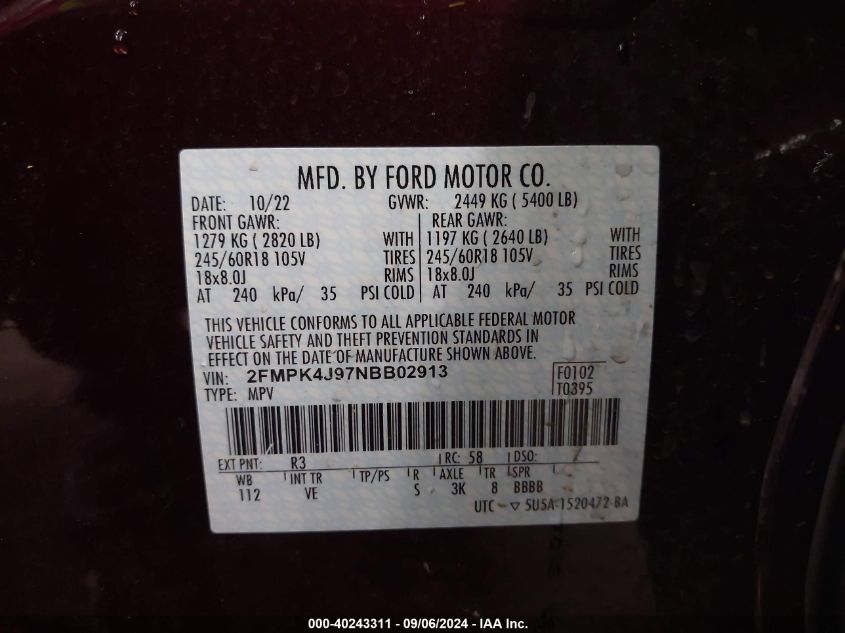 MFD. BY FORD MOTOR CO.
DATE: 10/22 GVWR: 2449 KG ( 5400 LB)
FRONT GAWR: REAR GAWR:
1279 KG ( 2820 LB) WITH 1197 KG ( 2640 LB) WITH
245/60R18 105V TIRES 245/60R18 105V TIRES
18x8.0J RIMS 18x8.0J RIMS
AT 240 kPa/ 35 PSI COLD AT 240 kPa/ 35 PSI COLD
THIS VEHICLE CONFORMS TO ALL APPLICABLE FEDERAL MOTOR
VEHICLE SAFETY AND THEFT PREVENTION STANDARDS IN
EFFECT ON THE DATE OF MANUFACTURE SHOWN ABOVE.
VIN: 2FMPK4J97NBB02913 F0102
TYPE: MPV T0395
EXT PNT: R3 RC: 58 DSO:
WB INT TR TP/PS R AXLE TR SPR
112 VE S 3K 8 BBBB
UTC ▽ 5U5A-1520472-BA
000-40243311 - 09/06/2024 - IAA Inc.